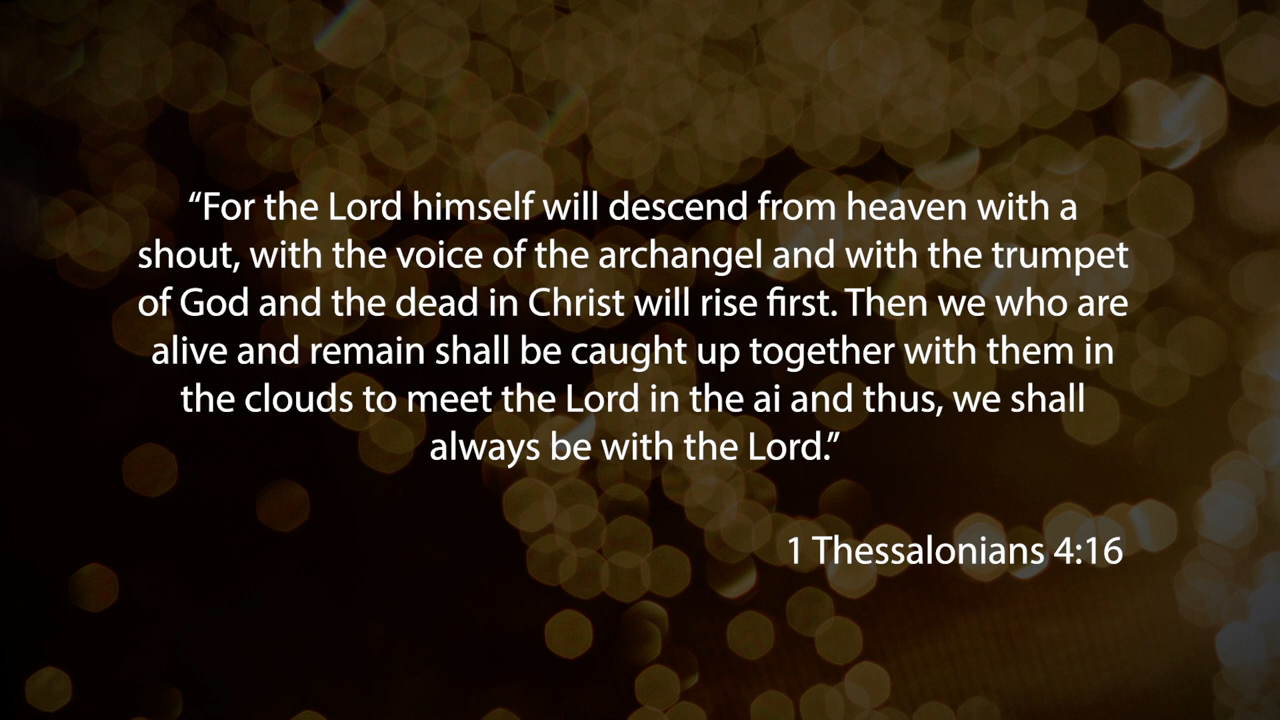 “For the Lord himself will descend from heaven with a
shout, with the voice of the archangel and with the trumpet
of God and the dead in Christ will rise first. Then we who are
alive and remain shall be caught up together with them in
the clouds to meet the Lord in the ai and thus, we shall
always be with the Lord.”
1 Thessalonians 4:16